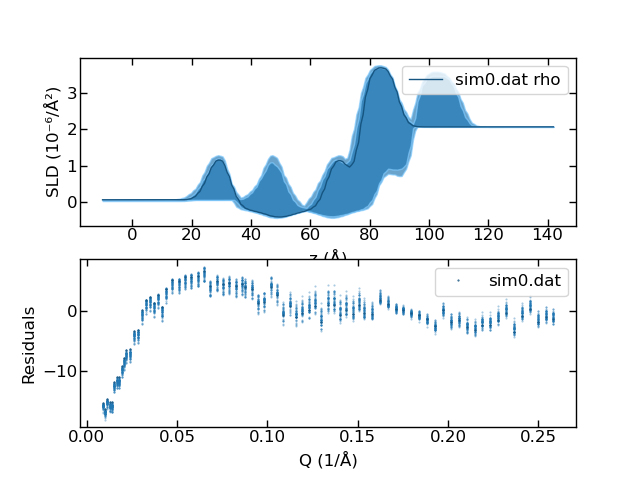 SLD (10⁻⁶/Å²)
3
2
1
0
sim0.dat rho
0 20 40 60 80 100 120 140
z (Å)
Residuals
0
−10
sim0.dat
0.00 0.05 0.10 0.15 0.20 0.25
Q (1/Å)